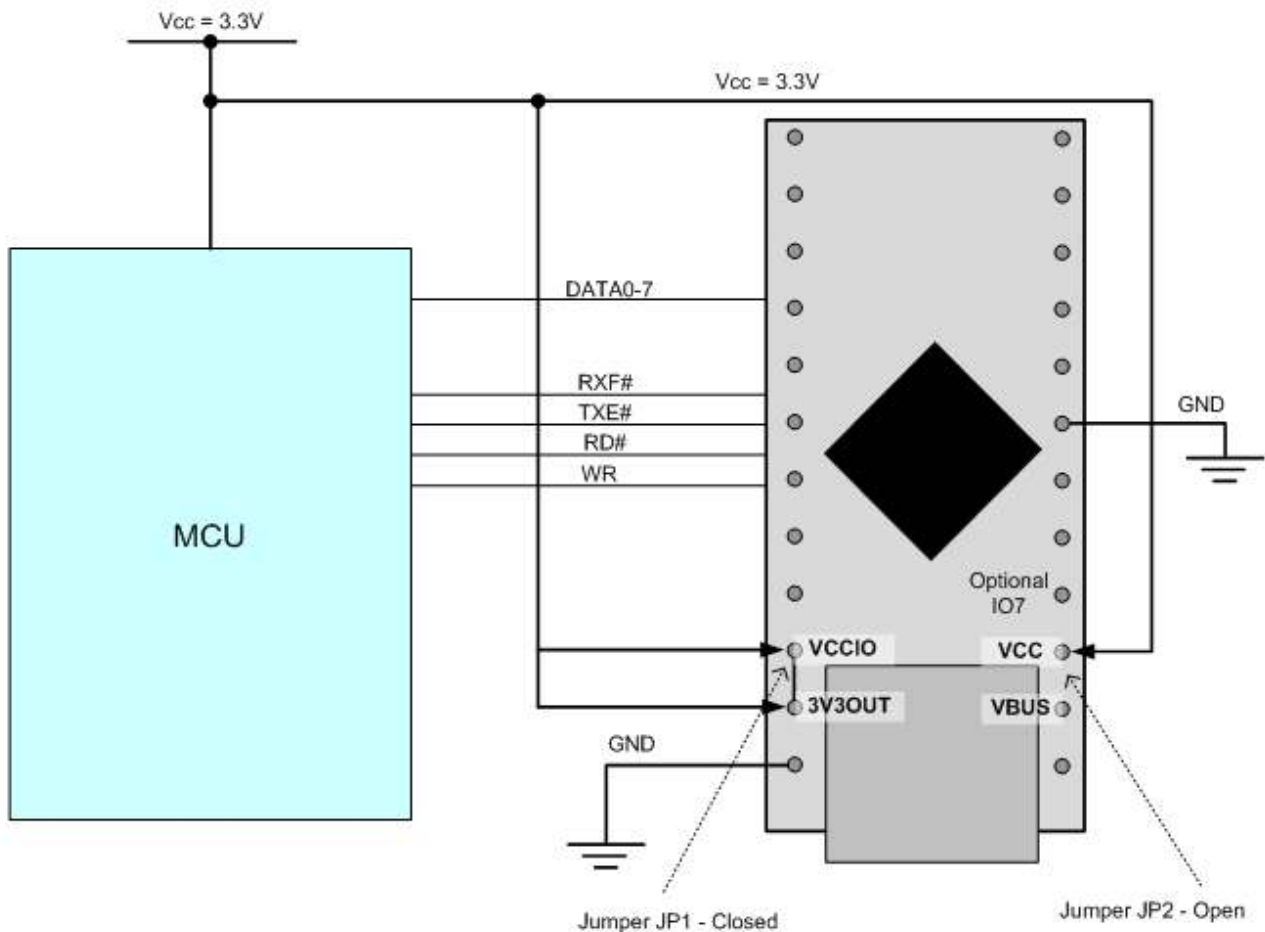 Vcc = 3.3V
Vcc = 3.3V
DATA0-7
RXF#
TXE#
RD#
WR
GND
MCU
Optional
IO7
VCCIO
VCC
3V3OUT
VBUS
GND
Jumper JP1 - Closed
Jumper JP2 - Open